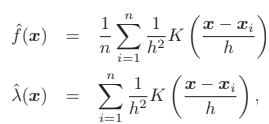 $\hat{f}(\boldsymbol{x}) = \frac{1}{n} \sum_{i=1}^{n} \frac{1}{h^2} K \left( \frac{\boldsymbol{x} - \boldsymbol{x}_i}{h} \right)$
$\hat{\lambda}(\boldsymbol{x}) = \sum_{i=1}^{n} \frac{1}{h^2} K \left( \frac{\boldsymbol{x} - \boldsymbol{x}_i}{h} \right),$